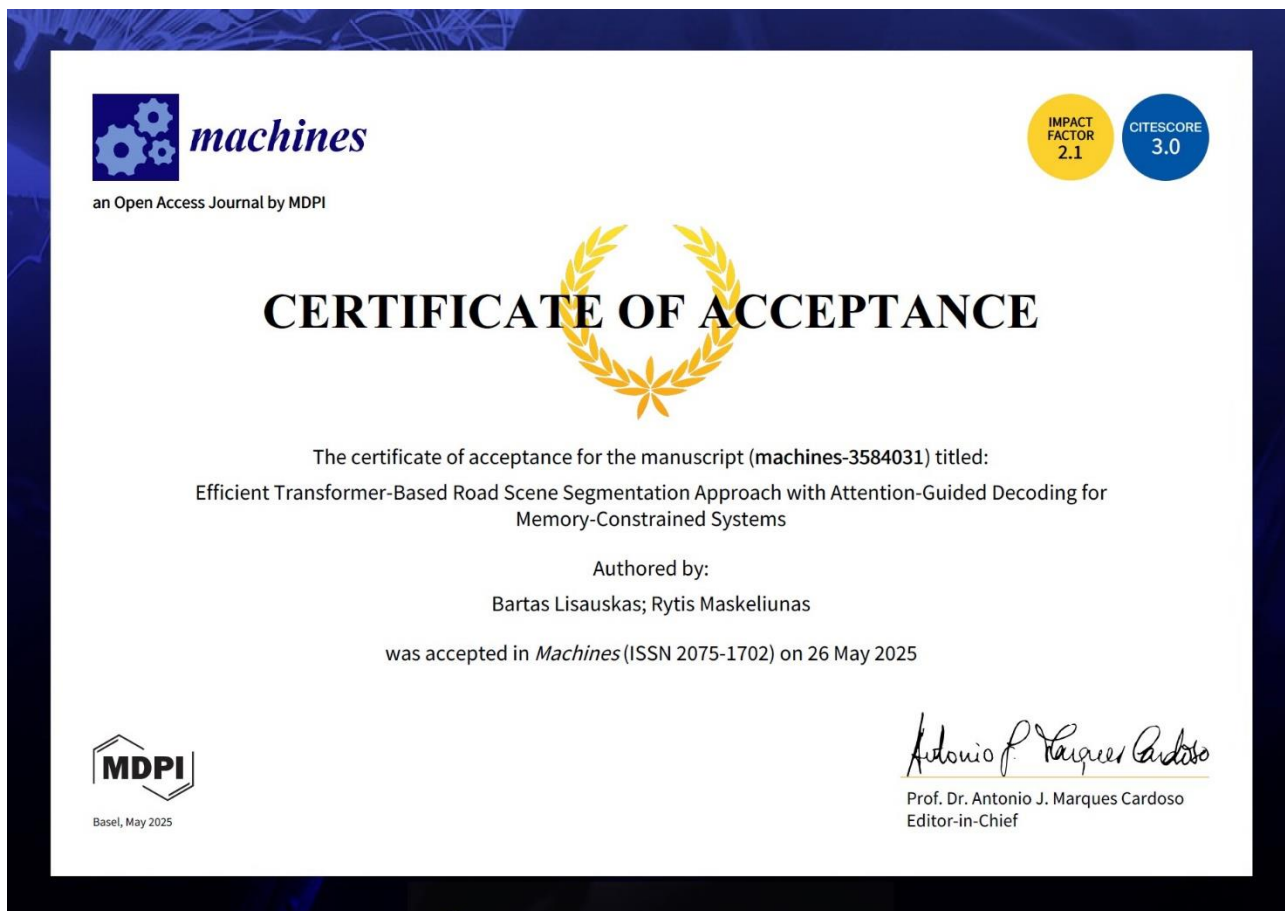 machines
an Open Access Journal by MDPI
IMPACT
FACTOR
2.1
CITESCORE
3.0
CERTIFICATE OF ACCEPTANCE
The certificate of acceptance for the manuscript (machines-3584031) titled:
Efficient Transformer-Based Road Scene Segmentation Approach with Attention-Guided Decoding for
Memory-Constrained Systems
Authored by:
Bartas Lisauskas; Rytis Maskeliunas
was accepted in Machines (ISSN 2075-1702) on 26 May 2025
MDPI
Basel, May 2025
Antonio J. Marques Cardoso
Prof. Dr. Antonio J. Marques Cardoso
Editor-in-Chief